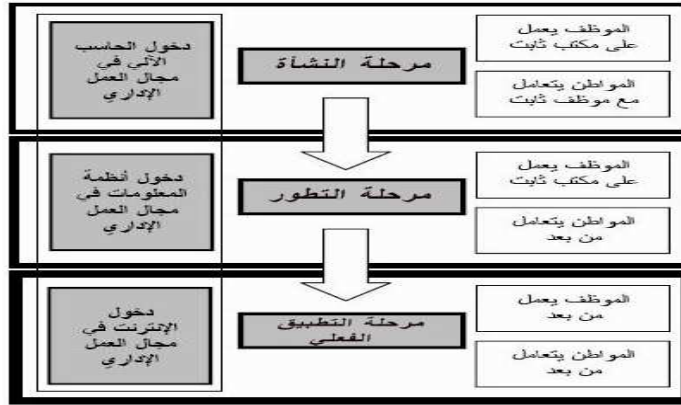 الموظف يعمل
على مكتب ثابت
المواطن يتعامل
مع موظف ثابت
مرحلة النشأة
دخول الحاسب
الآلي في
مجال العمل
الإداري
الموظف يعمل
على مكتب ثابت
المواطن يتعامل
من بعد
مرحلة التطور
دخول أنظمة
المعلومات في
مجال العمل
الإداري
الموظف يعمل
من بعد
المواطن يتعامل
من بعد
مرحلة التطبيق
الفعلي
دخول
الإنترنت في
مجال العمل
الإداري